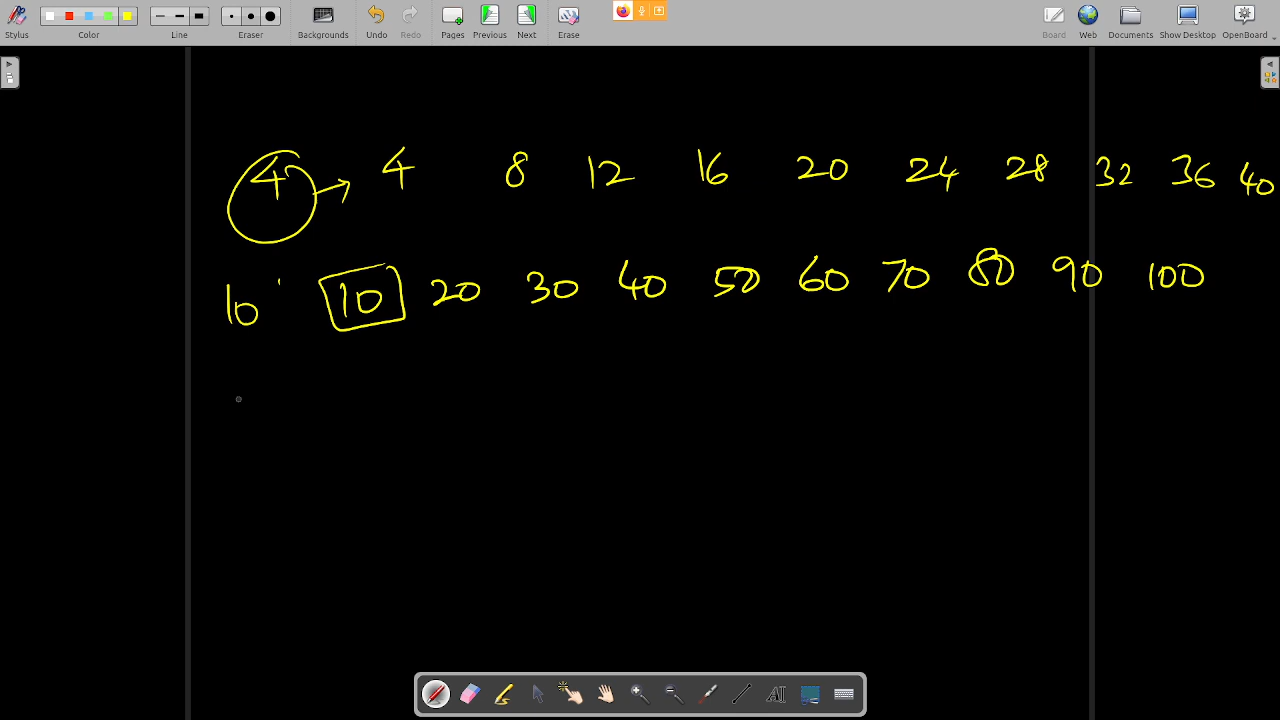 Stylus Color Line Eraser Backgrounds Undo Redo Pages Previous Next Erase Board Web Documents Show Desktop OpenBoard
4 → 4 8 12 16 20 24 28 32 36 40
10 10 20 30 40 50 60 70 80 90 100
AI